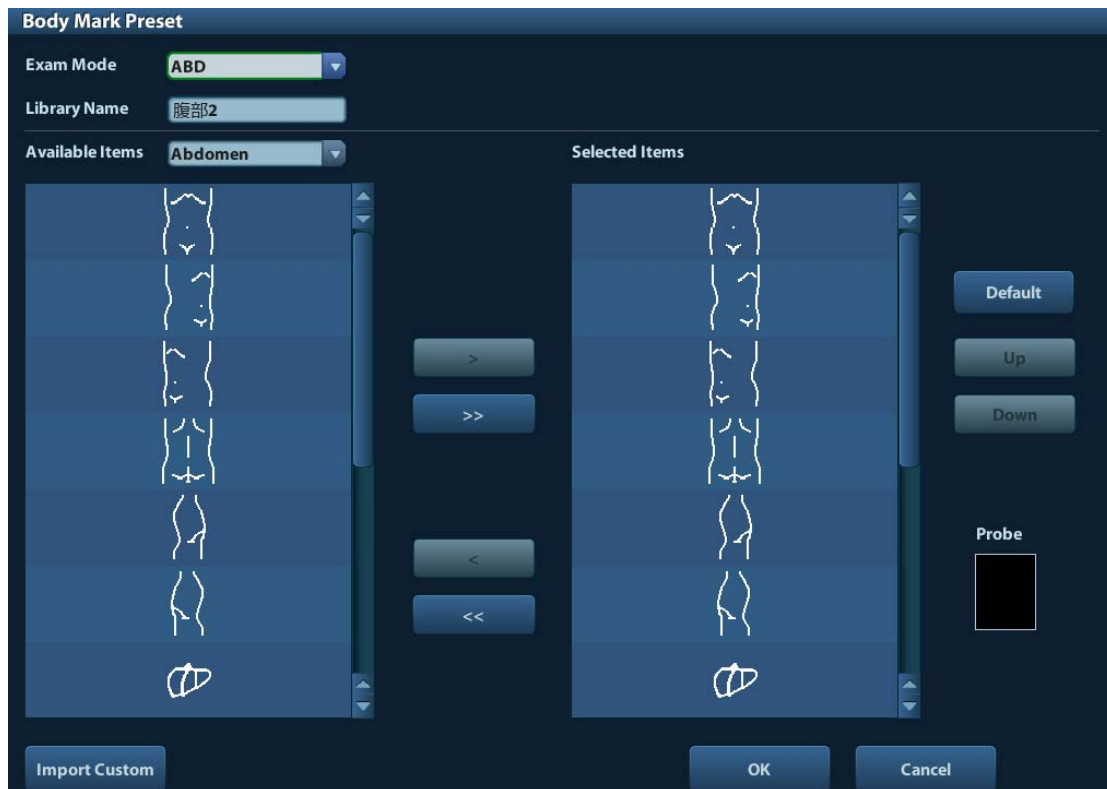 Body Mark Preset
Exam Mode ABD
Library Name 腹部2
Available Items Abdomen Selected Items
Default
> Up
>> Down
Probe
<
<<
Import Custom OK Cancel